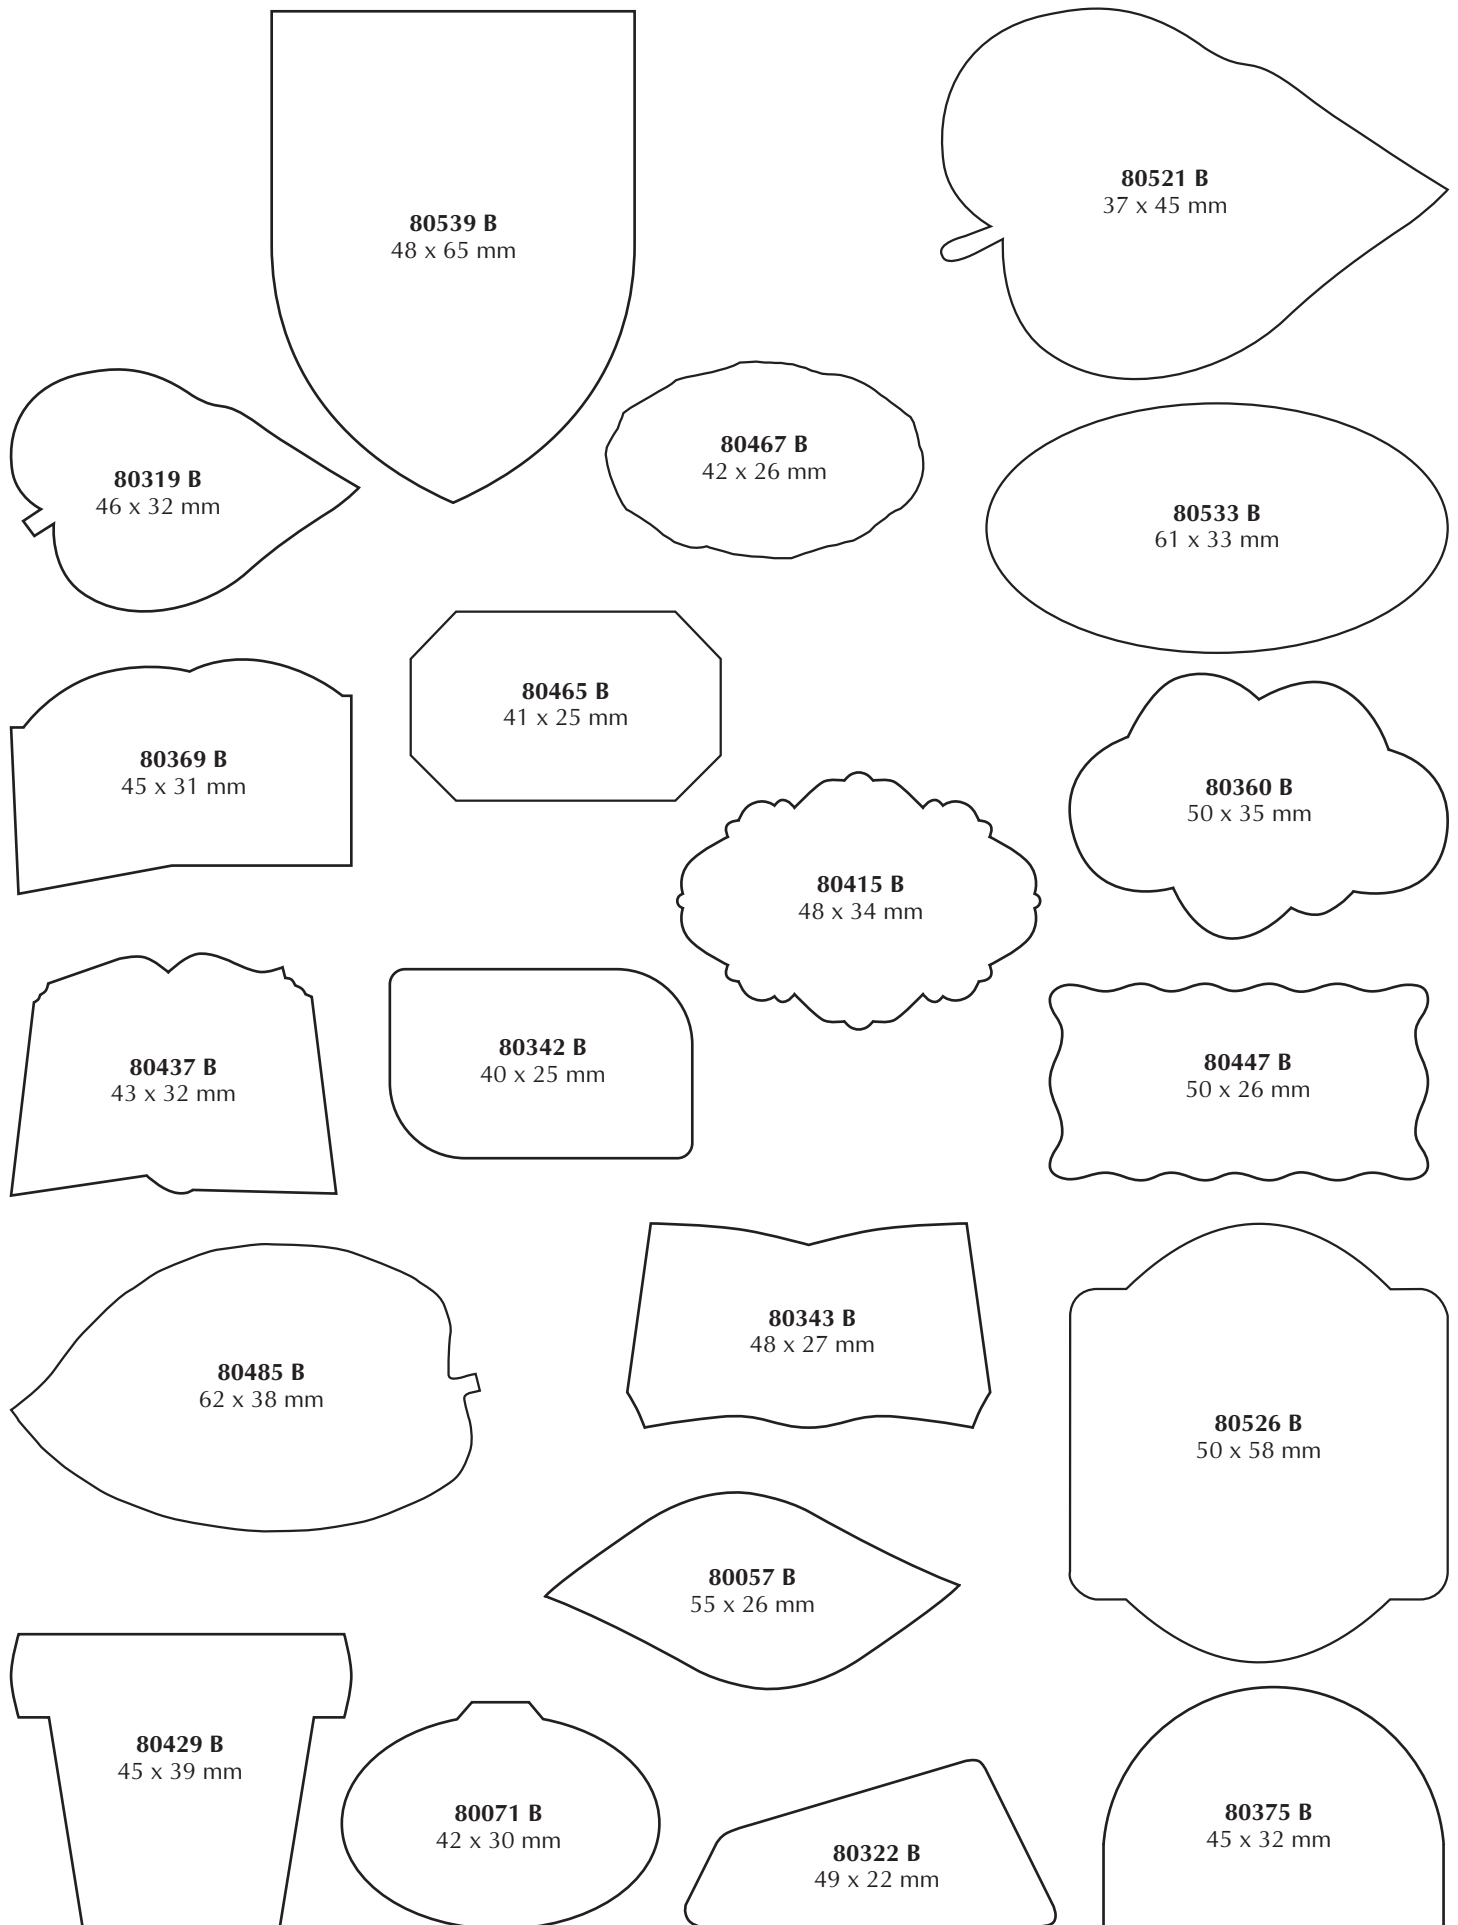 80539 B
48 x 65 mm
80521 B
37 x 45 mm
80319 B
46 x 32 mm
80467 B
42 x 26 mm
80533 B
61 x 33 mm
80465 B
41 x 25 mm
80369 B
45 x 31 mm
80360 B
50 x 35 mm
80415 B
48 x 34 mm
80437 B
43 x 32 mm
80342 B
40 x 25 mm
80447 B
50 x 26 mm
80485 B
62 x 38 mm
80343 B
48 x 27 mm
80526 B
50 x 58 mm
80057 B
55 x 26 mm
80429 B
45 x 39 mm
80071 B
42 x 30 mm
80322 B
49 x 22 mm
80375 B
45 x 32 mm